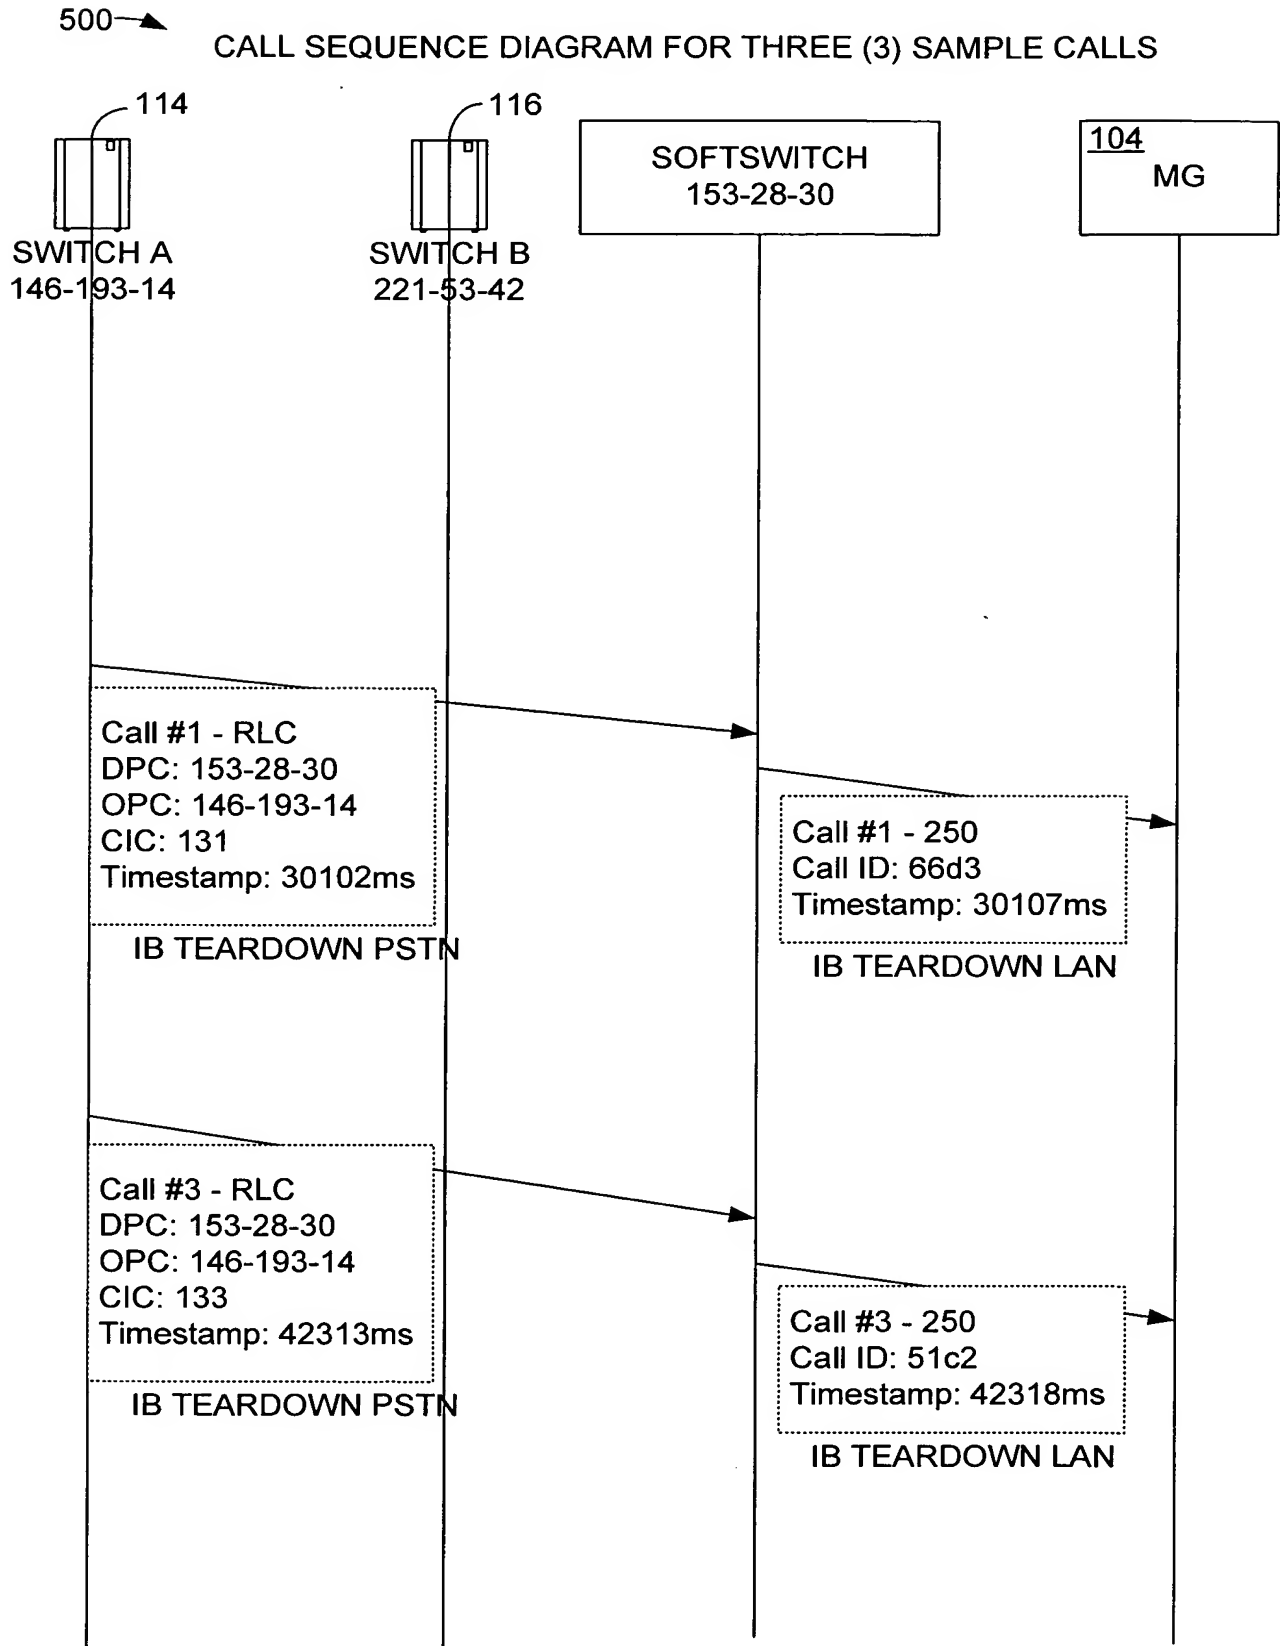 500
CALL SEQUENCE DIAGRAM FOR THREE (3) SAMPLE CALLS
114
116
SWITCH A
146-193-14
SWITCH B
221-53-42
SOFTSWITCH
153-28-30
104
MG
Call #1 - RLC
DPC: 153-28-30
OPC: 146-193-14
CIC: 131
Timestamp: 30102ms
IB TEARDOWN PSTN
Call #1 - 250
Call ID: 66d3
Timestamp: 30107ms
IB TEARDOWN LAN
Call #3 - RLC
DPC: 153-28-30
OPC: 146-193-14
CIC: 133
Timestamp: 42313ms
IB TEARDOWN PSTN
Call #3 - 250
Call ID: 51c2
Timestamp: 42318ms
IB TEARDOWN LAN